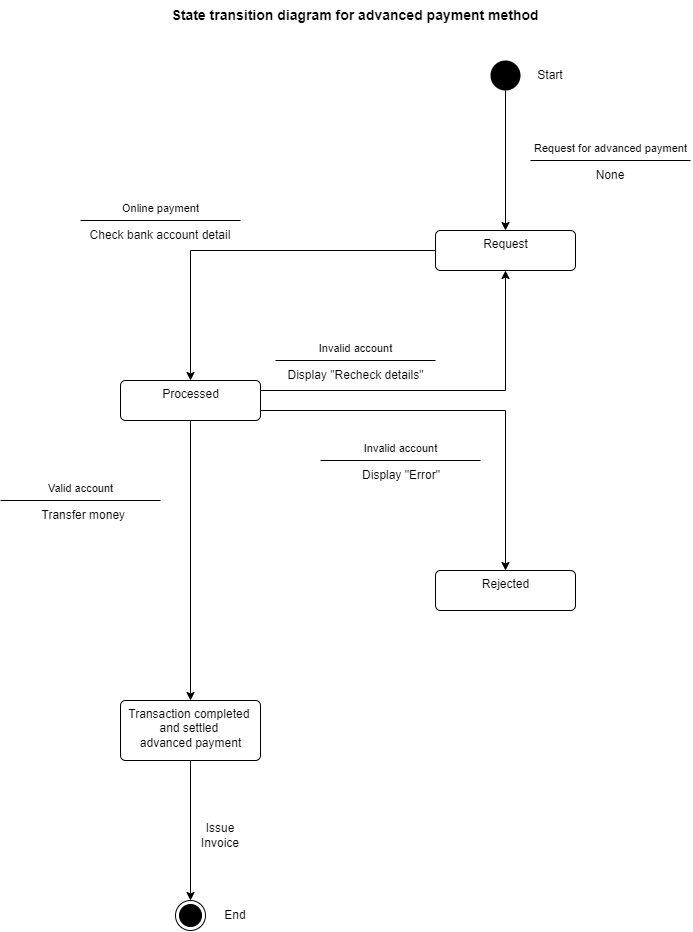 State transition diagram for advanced payment method
Start
Request for advanced payment
None
Online payment
Check bank account detail
Request
Invalid account
Display "Recheck details"
Processed
Invalid account
Display "Error"
Valid account
Transfer money
Rejected
Transaction completed
and settled
advanced payment
Issue
Invoice
End